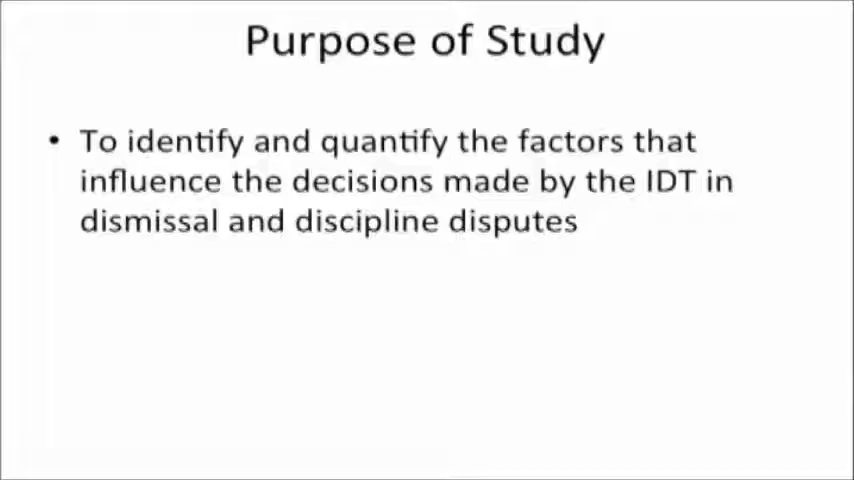 Purpose of Study
• To identify and quantify the factors that
influence the decisions made by the IDT in
dismissal and discipline disputes